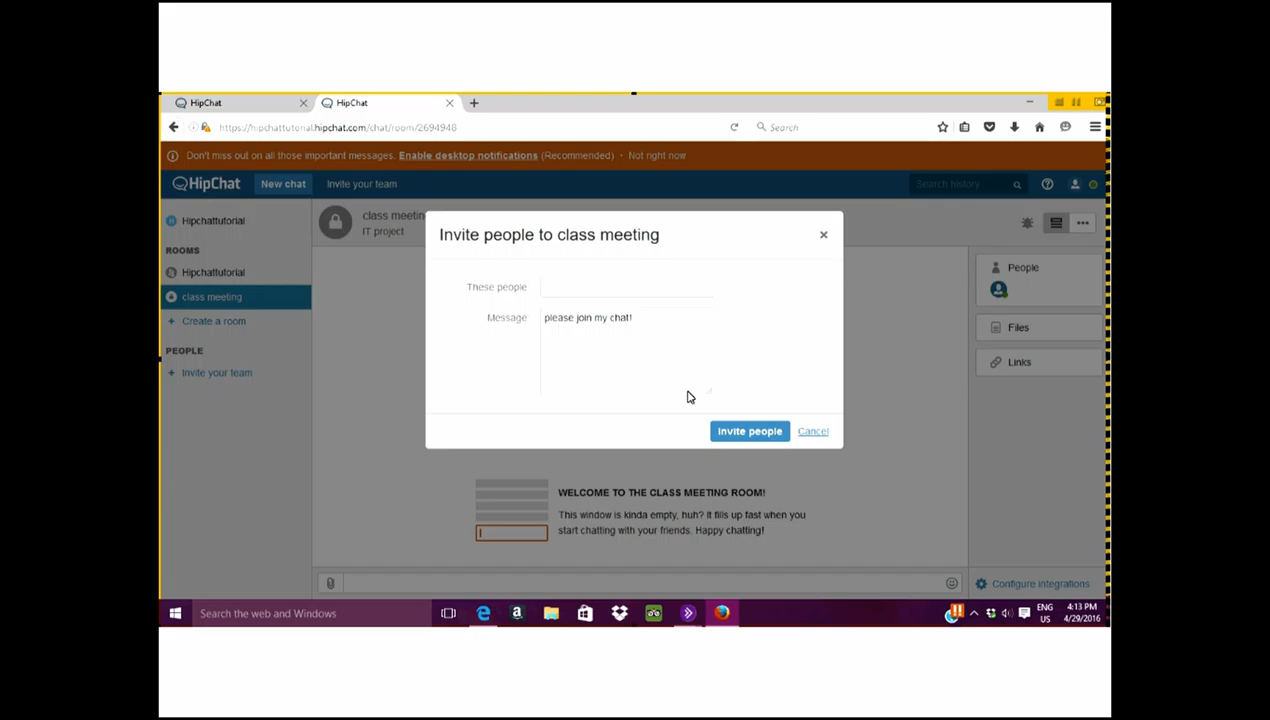 HipChat
HipChat
https://hipchattutorial.hipchat.com/chat/room/2694948
Search
Don't miss out on all those important messages. Enable desktop notifications (Recommended) • Not right now
HipChat
New chat
Invite your team
Search history
Hipchattutorial
class meeting
IT project
ROOMS
Hipchattutorial
class meeting
+ Create a room
PEOPLE
+ Invite your team
Invite people to class meeting
These people
Message
please join my chat!
Invite people
Cancel
People
Files
Links
WELCOME TO THE CLASS MEETING ROOM!
This window is kinda empty, huh? It fills up fast when you
start chatting with your friends. Happy chatting!
Configure integrations
Search the web and Windows
ENG
US
4:13 PM
4/29/2016